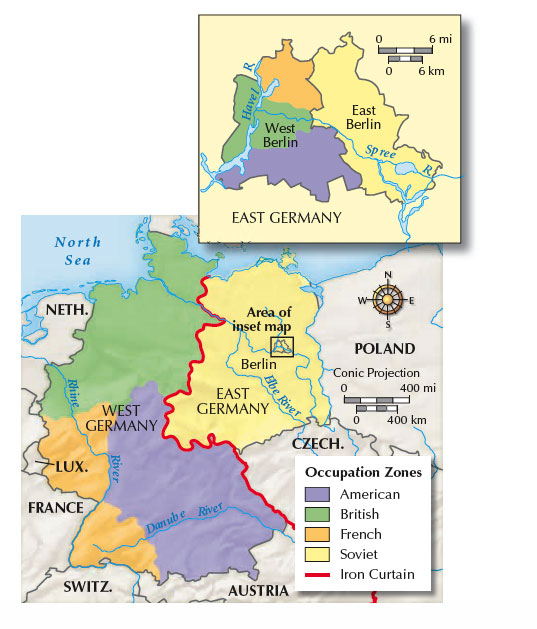 0 6 mi
0 6 km
Havel R.
West
Berlin
East
Berlin
Spree R.
EAST GERMANY
North
Sea
NETH.
Area of
inset map
Berlin
N
W E
S
POLAND
Conic Projection
0 400 mi
0 400 km
Rhine River
WEST
GERMANY
EAST
GERMANY
Elbe River
CZECH.
LUX.
FRANCE
Danube River
SWITZ.
AUSTRIA
Occupation Zones
American
British
French
Soviet
Iron Curtain